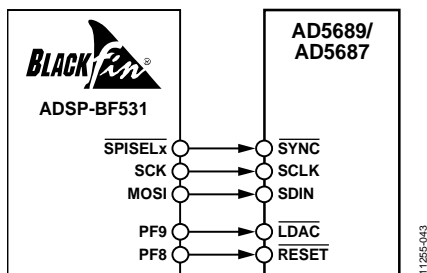 BLACKfin®
ADSP-BF531
AD5689/
AD5687
SPISELx SYNC
SCK SCLK
MOSI SDIN
PF9 LDAC
PF8 RESET
11255-043